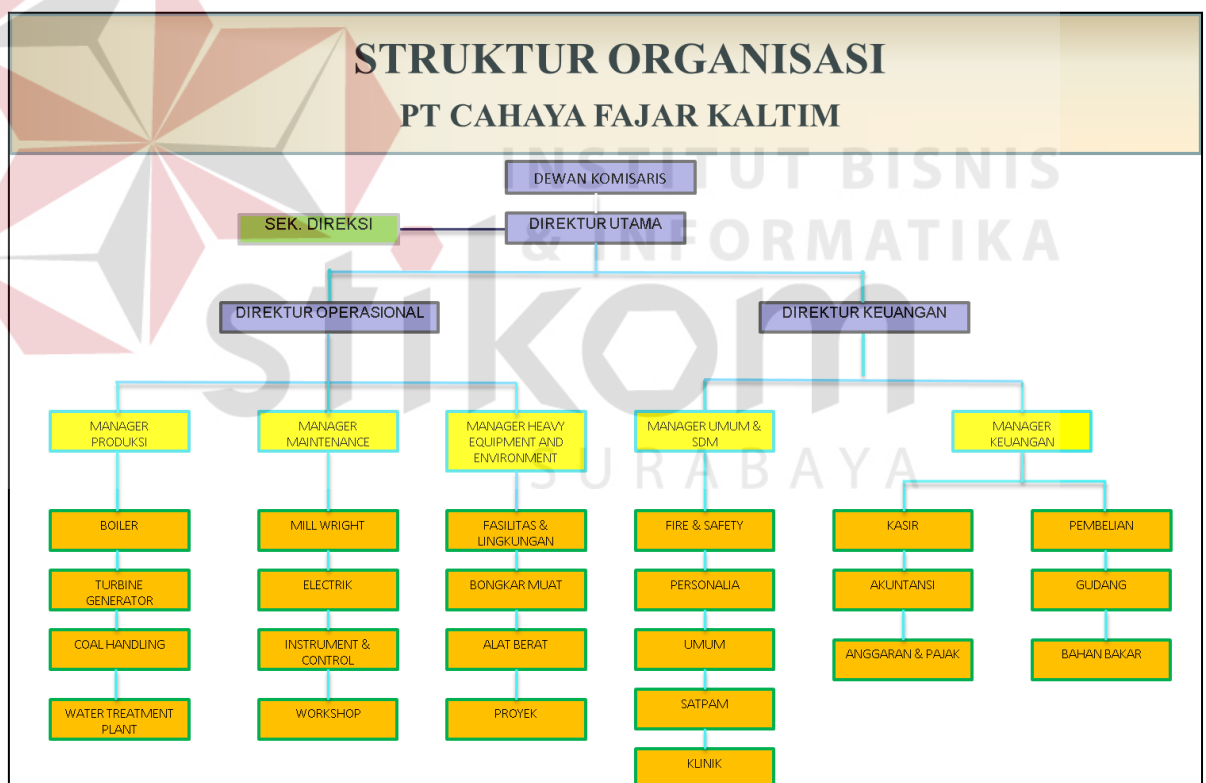 STRUKTUR ORGANISASI
PT CAHAYA FAJAR KALTIM
INSTITUT BISNIS
& INFORMATIKA
stikom
SURABAYA
DEWAN KOMISARIS
SEK. DIREKSI
DIREKTUR UTAMA
DIREKTUR OPERASIONAL
DIREKTUR KEUANGAN
MANAGER
PRODUKSI
MANAGER
MAINTENANCE
MANAGER HEAVY
EQUIPMENT AND
ENVIRONMENT
MANAGER UMUM &
SDM
MANAGER
KEUANGAN
BOILER
MILL WRIGHT
FASILITAS &
LINGKUNGAN
FIRE & SAFETY
KASIR
PEMBELIAN
TURBINE
GENERATOR
ELECTRIK
BONGKAR MUAT
PERSONALIA
AKUNTANSI
GUDANG
COAL HANDLING
INSTRUMENT &
CONTROL
ALAT BERAT
UMUM
ANGGARAN & PAJAK
BAHAN BAKAR
WATER TREATMENT
PLANT
WORKSHOP
PROYEK
SATPAM
KLINIK